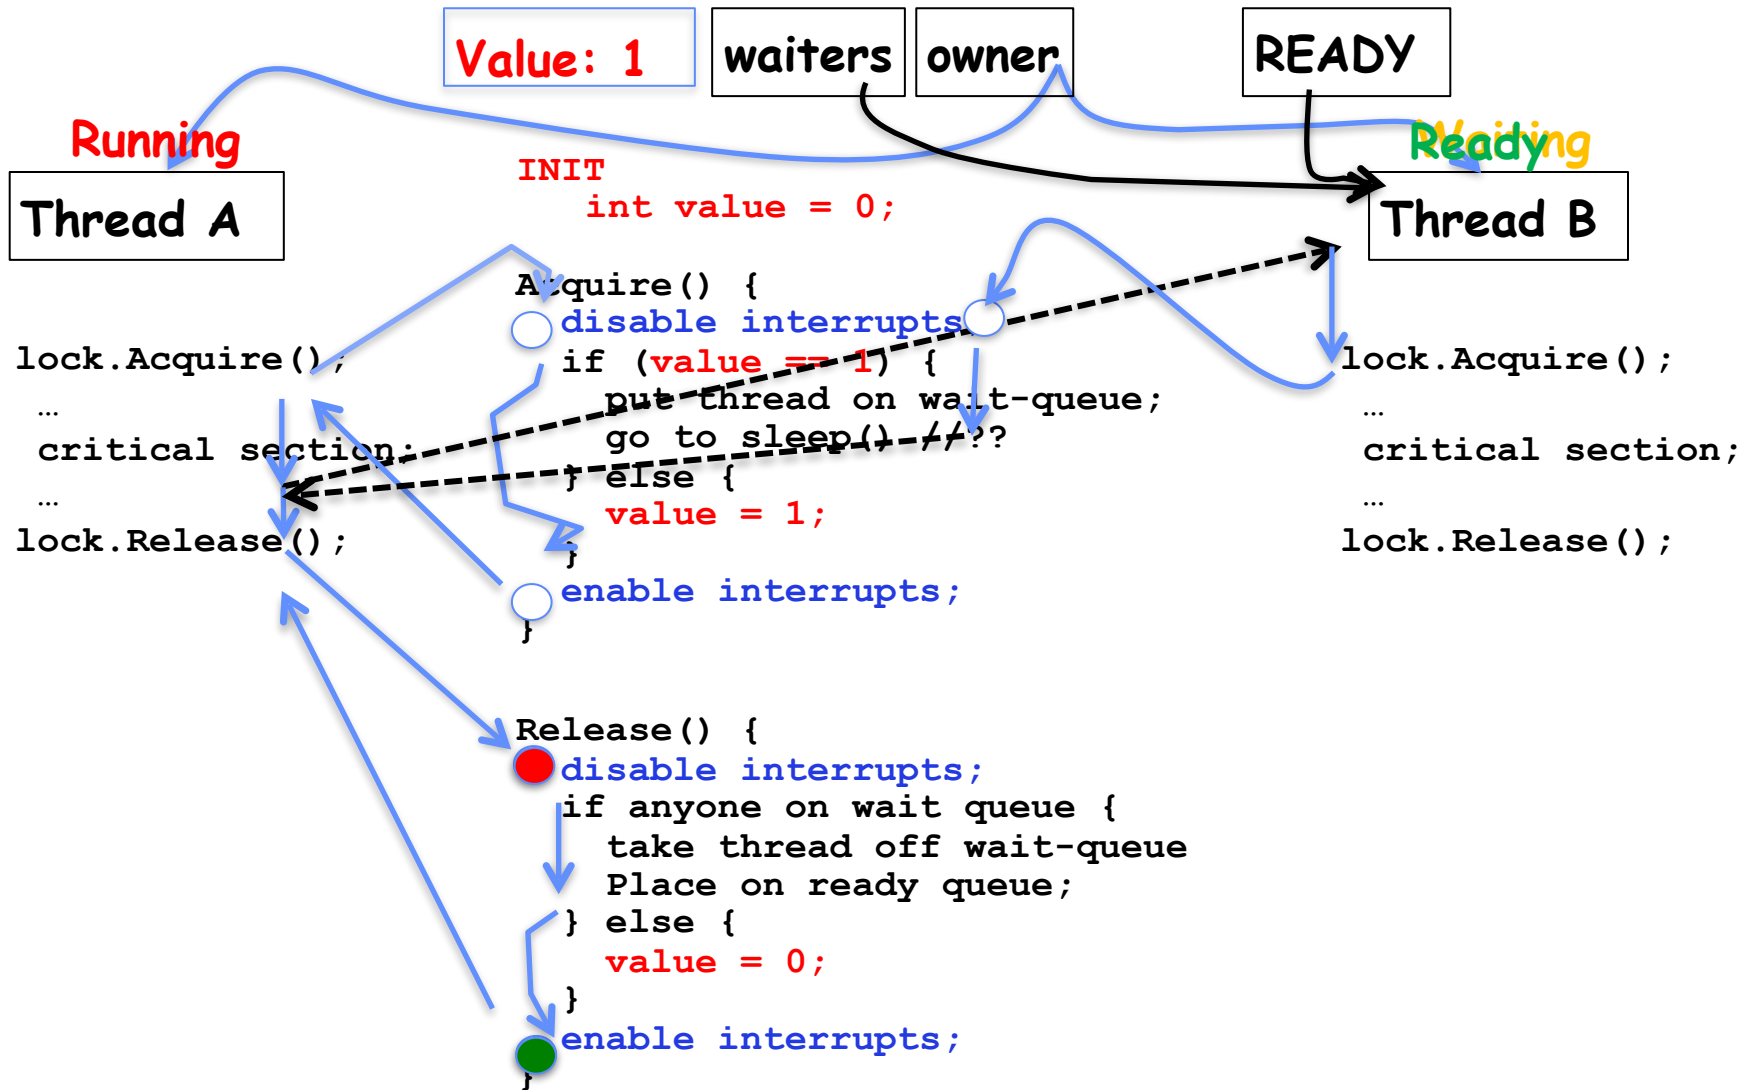 Value: 1
waiters
owner
READY
Running
Waiting
Ready
Thread A
Thread B
INIT
int value = 0;
Acquire() {
disable interrupts;
if (value == 1) {
put thread on wait-queue;
go to sleep() //??
} else {
value = 1;
}
enable interrupts;
}
lock.Acquire();
…
critical section;
…
lock.Release();
lock.Acquire();
…
critical section;
…
lock.Release();
Release() {
disable interrupts;
if anyone on wait queue {
take thread off wait-queue
Place on ready queue;
} else {
value = 0;
}
enable interrupts;
}